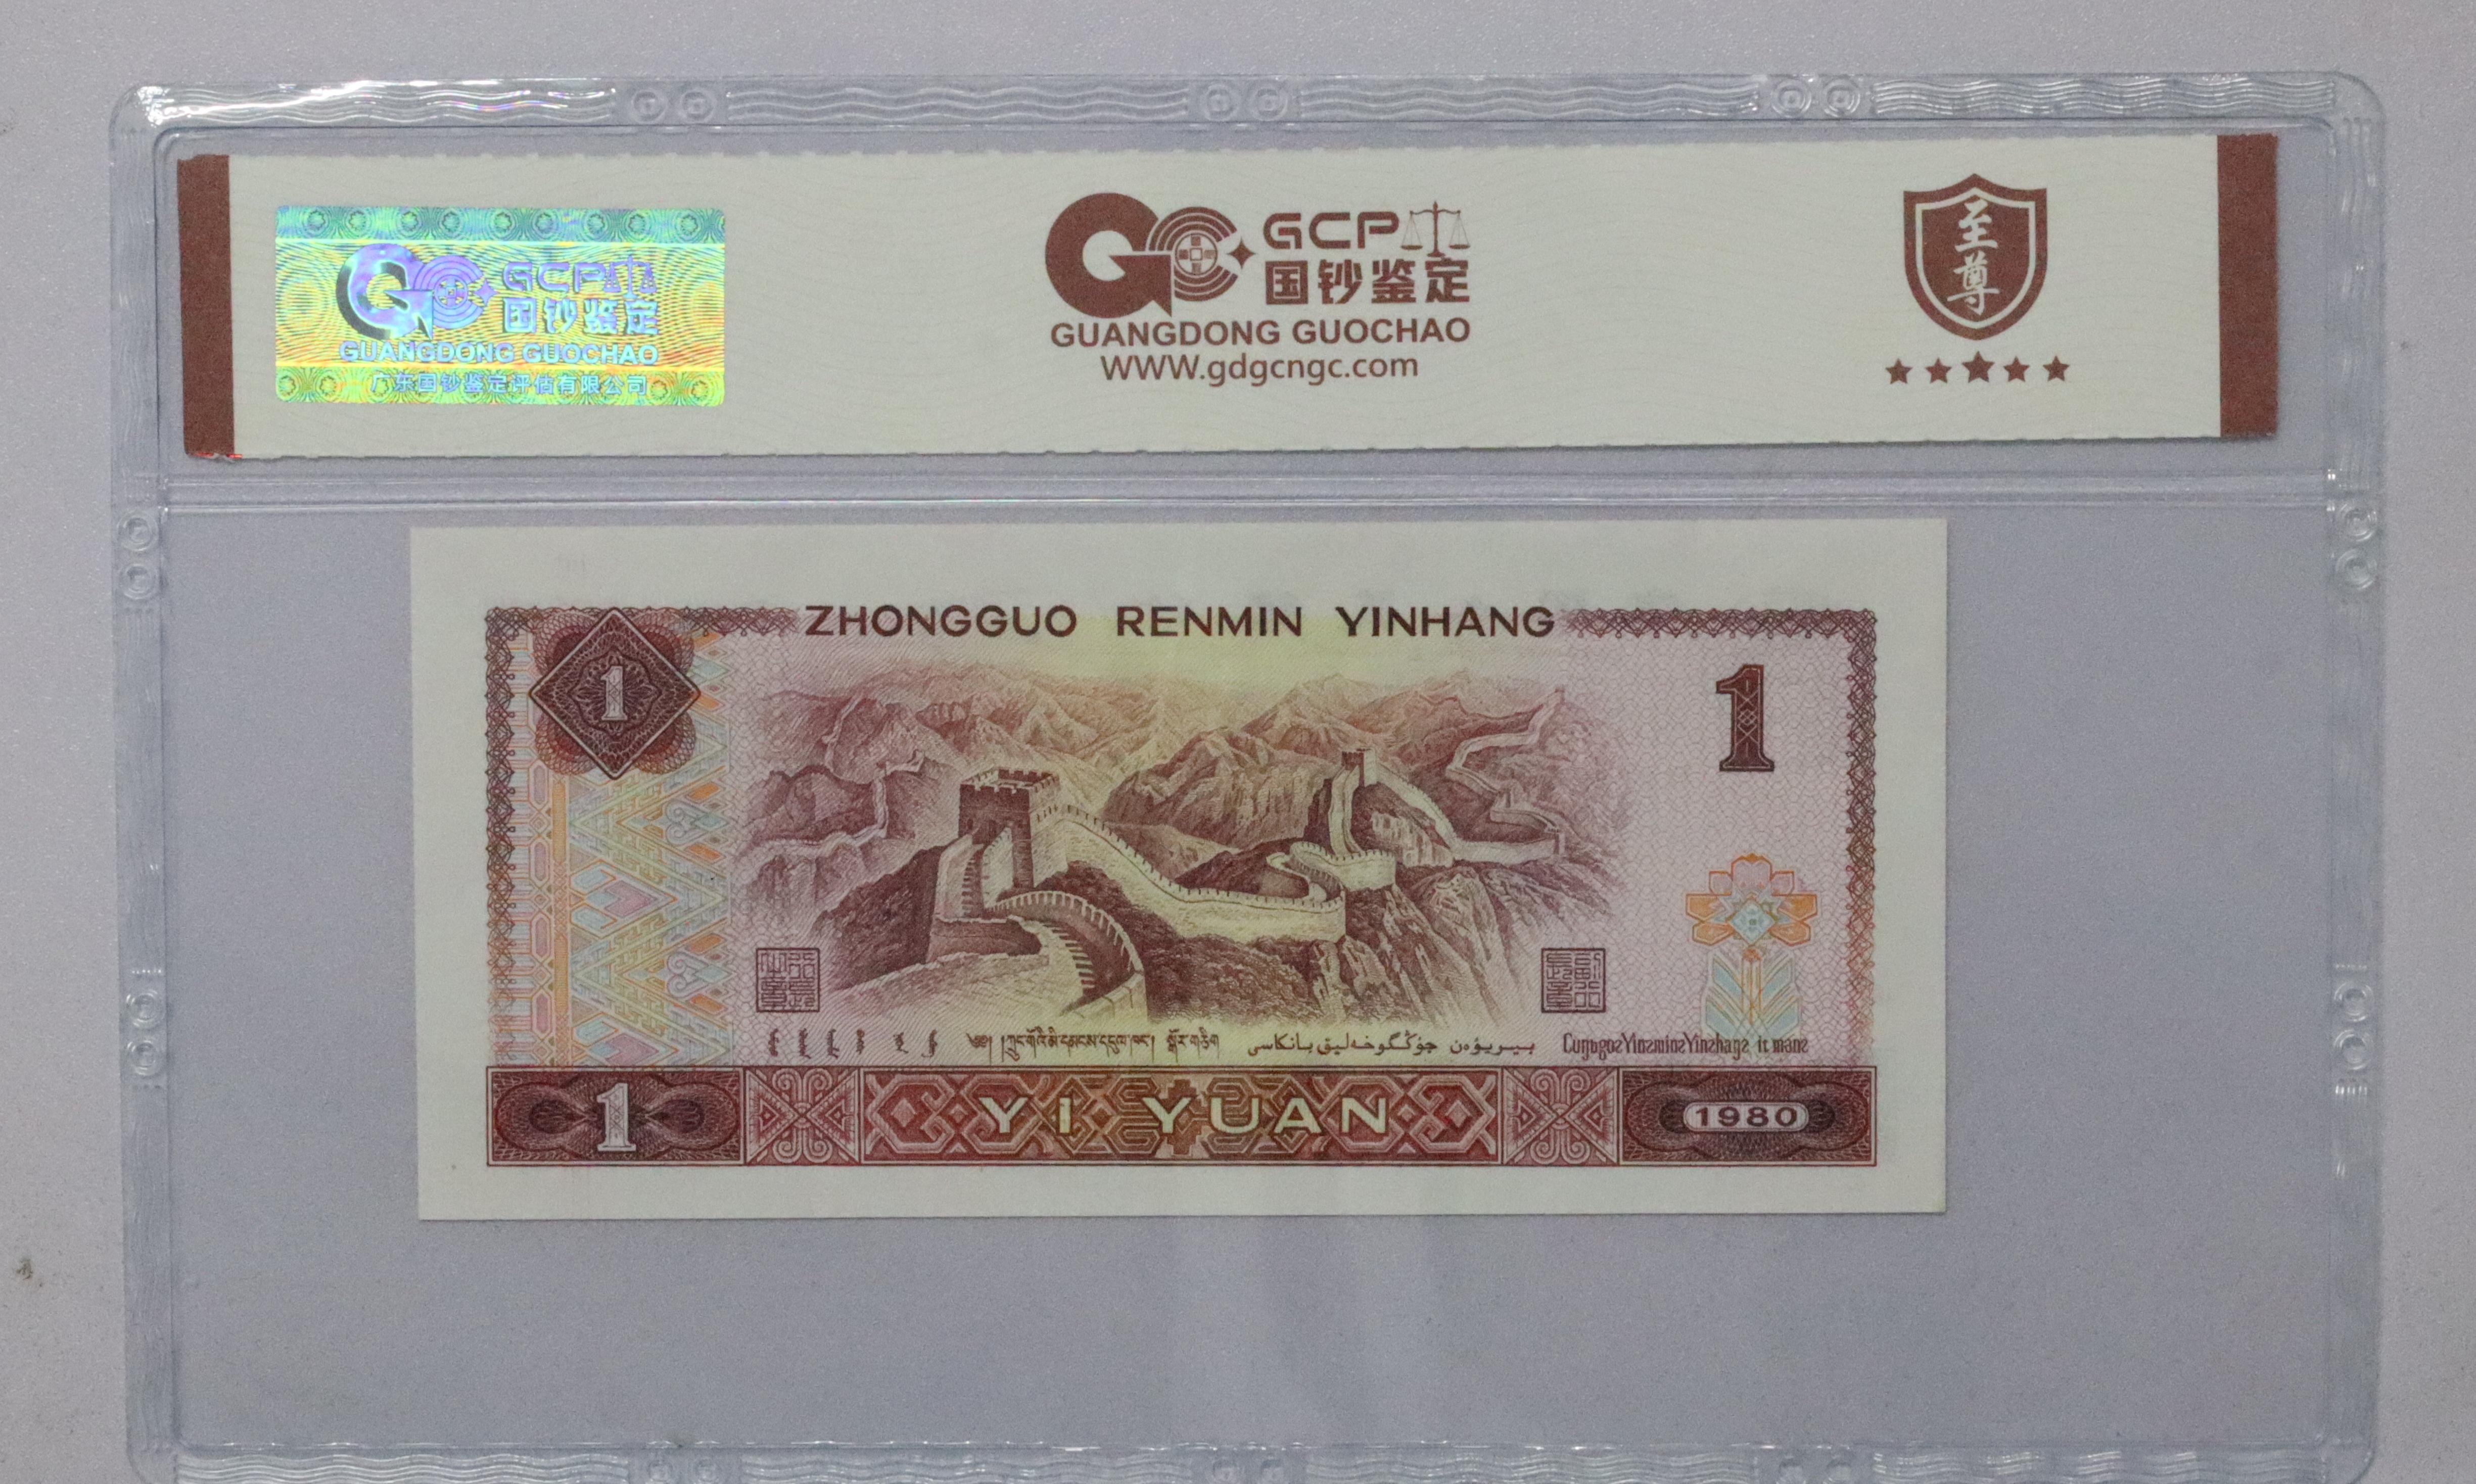 GCP
国钞鉴定
GUANGDONG GUOCHAO
广东国钞鉴定评估有限公司
GCP
国钞鉴定
GUANGDONG GUOCHAO
WWW.gdgcngc.com
至尊
ZHONGGUO RENMIN YINHANG
1
1
1
YI YUAN
1980